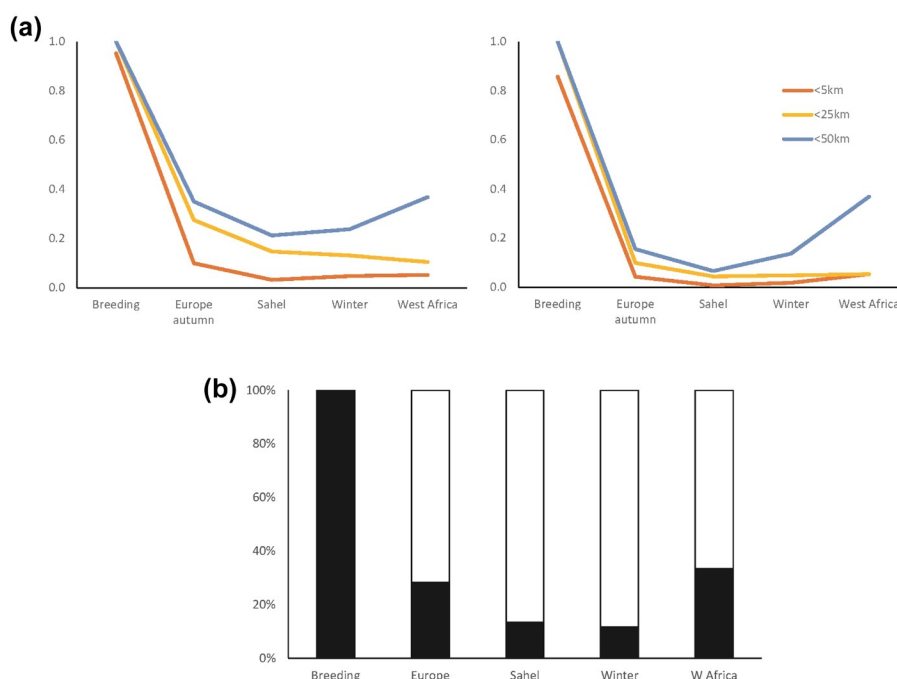 (a)
1.0
0.8
0.6
0.4
0.2
0.0
Breeding Europe autumn Sahel Winter West Africa
1.0
0.8
0.6
0.4
0.2
0.0
<5km
<25km
<50km
Breeding Europe autumn Sahel Winter West Africa
(b)
100%
80%
60%
40%
20%
0%
Breeding Europe Sahel Winter W Africa